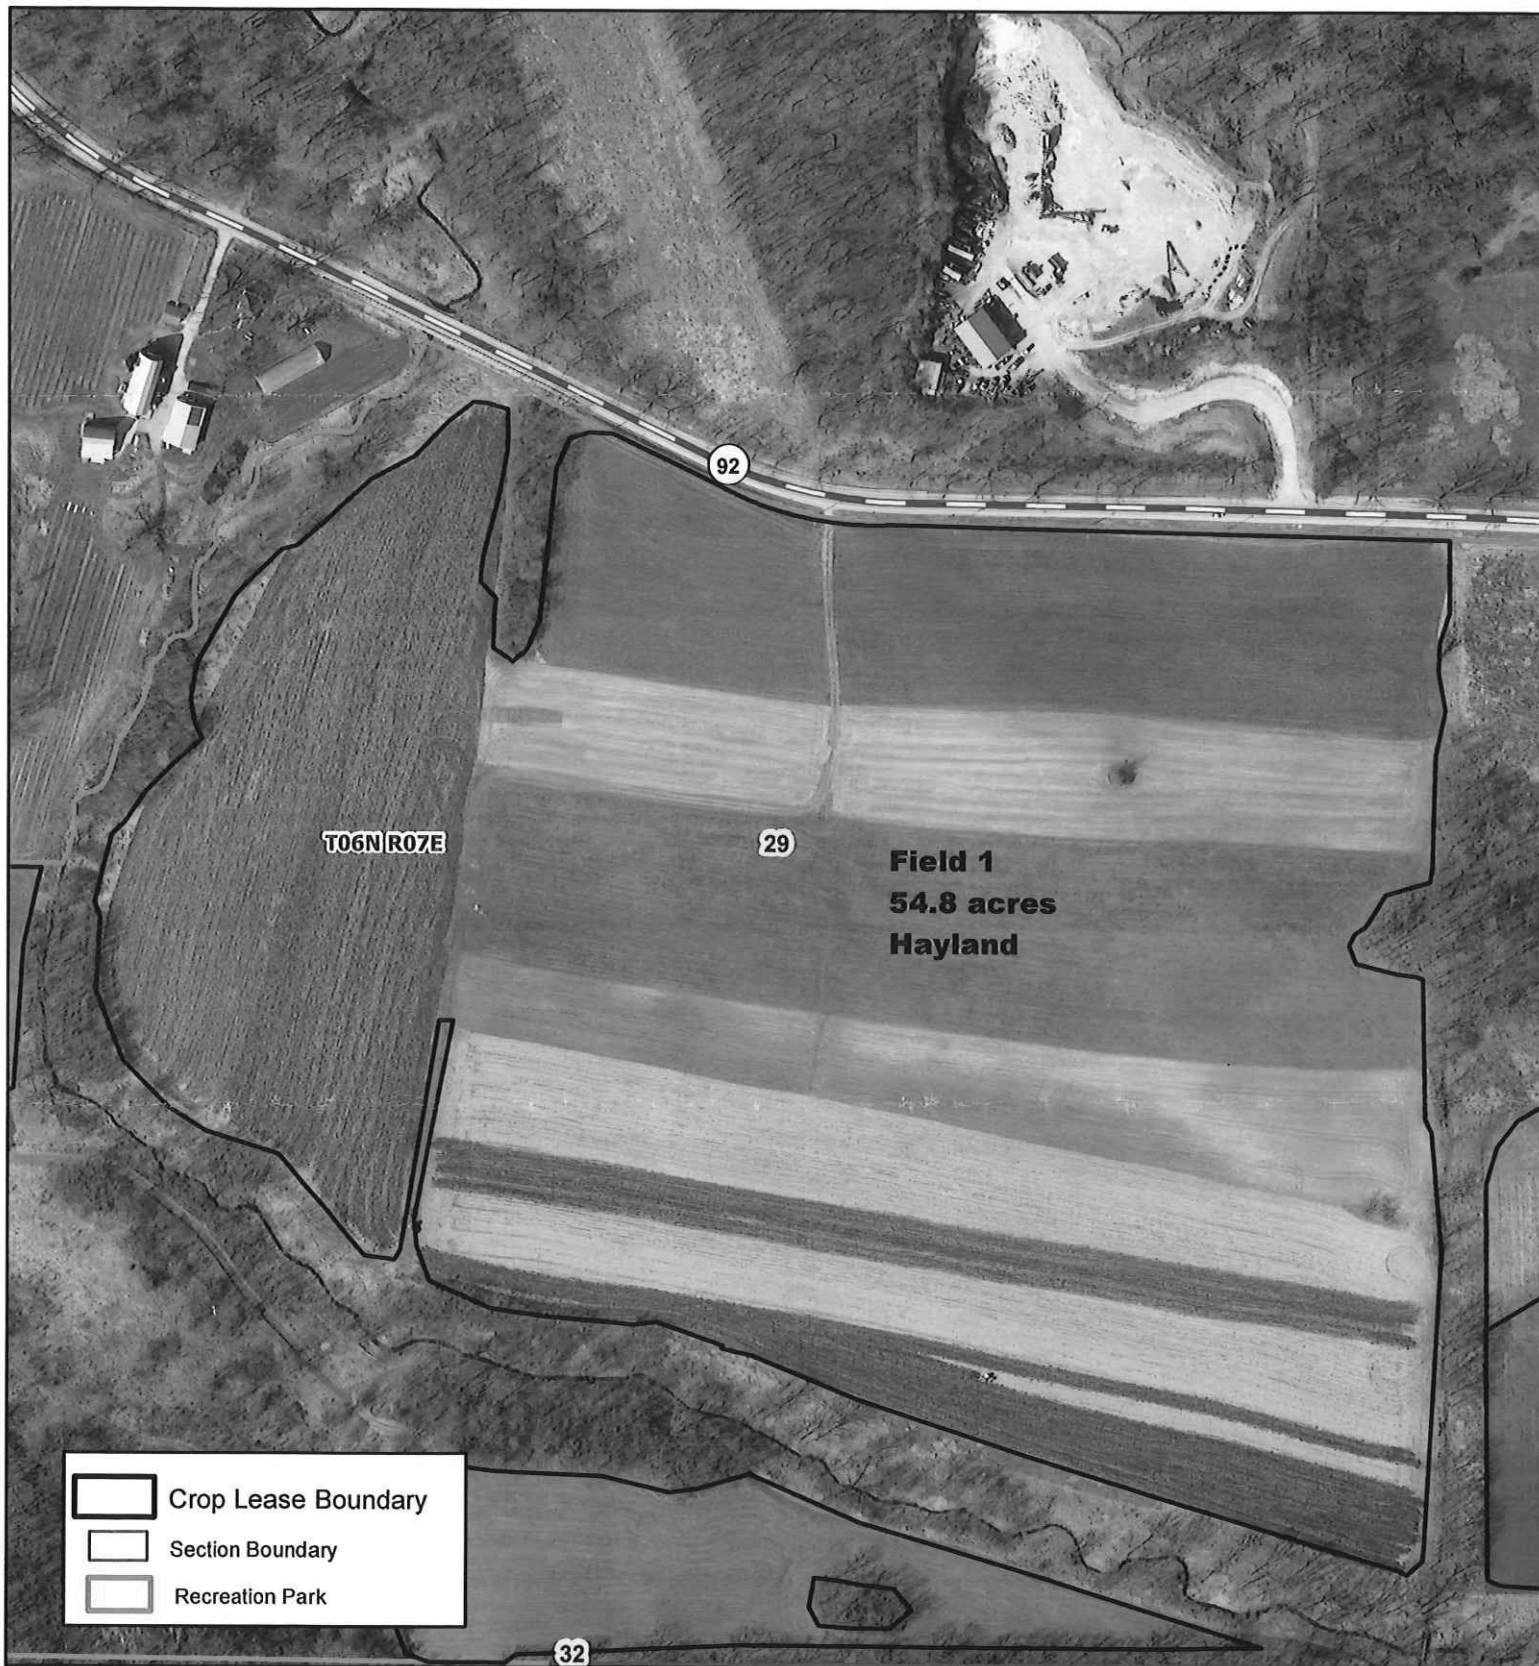 92
T06N R07E
29
Field 1
54.8 acres
Hayland
Crop Lease Boundary
Section Boundary
Recreation Park
32